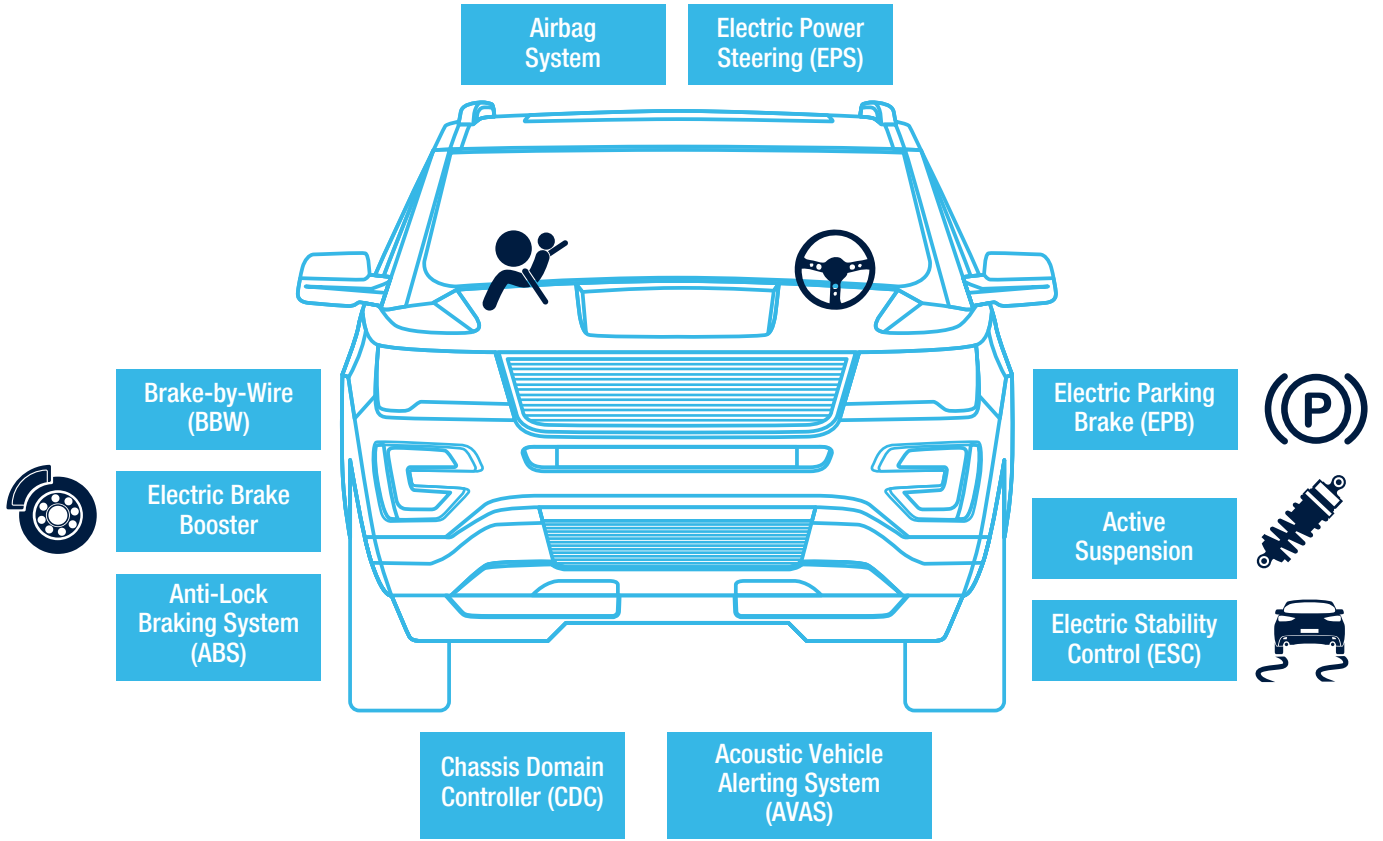 Airbag
System
Electric Power
Steering (EPS)
Brake-by-Wire
(BBW)
Electric Brake
Booster
Anti-Lock
Braking System
(ABS)
Electric Parking
Brake (EPB)
P
Active
Suspension
Electric Stability
Control (ESC)
Chassis Domain
Controller (CDC)
Acoustic Vehicle
Alerting System
(AVAS)